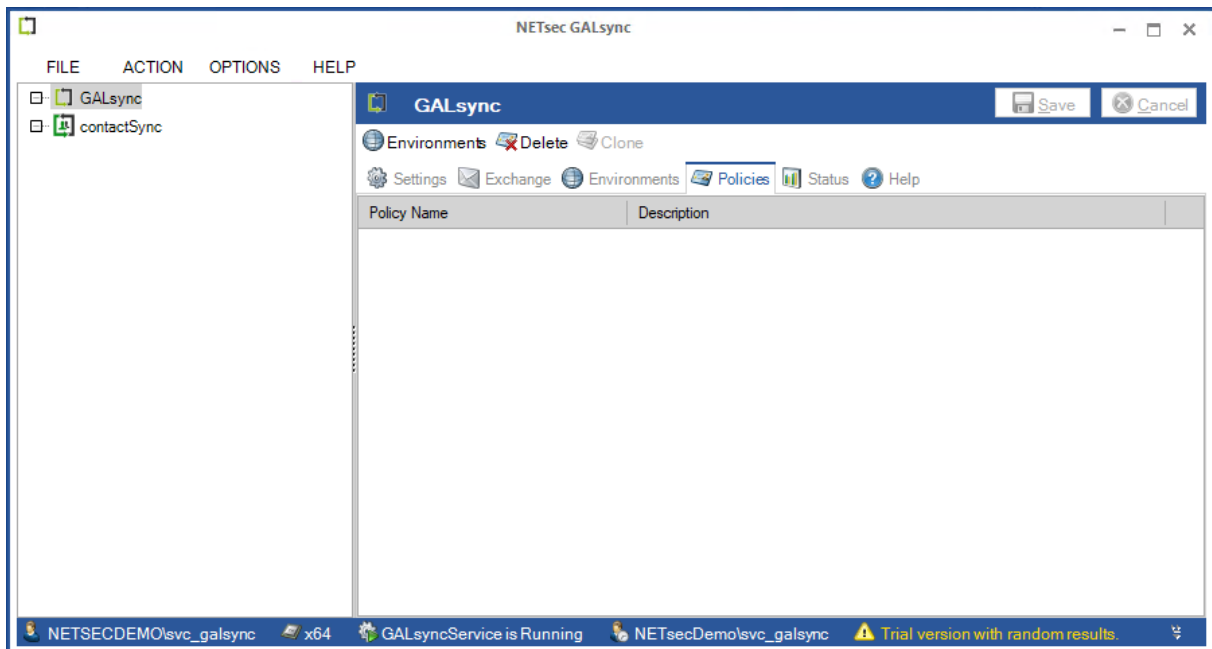 NETsec GALsync
FILE ACTION OPTIONS HELP
GALsync
contactSync
GALsync Save Cancel
Environments Delete Clone
Settings Exchange Environments Policies Status Help
Policy Name Description
NETSECDEMO\svc_galsync x64 GALsyncService is Running NETsecDemo\svc_galsync Trial version with random results.